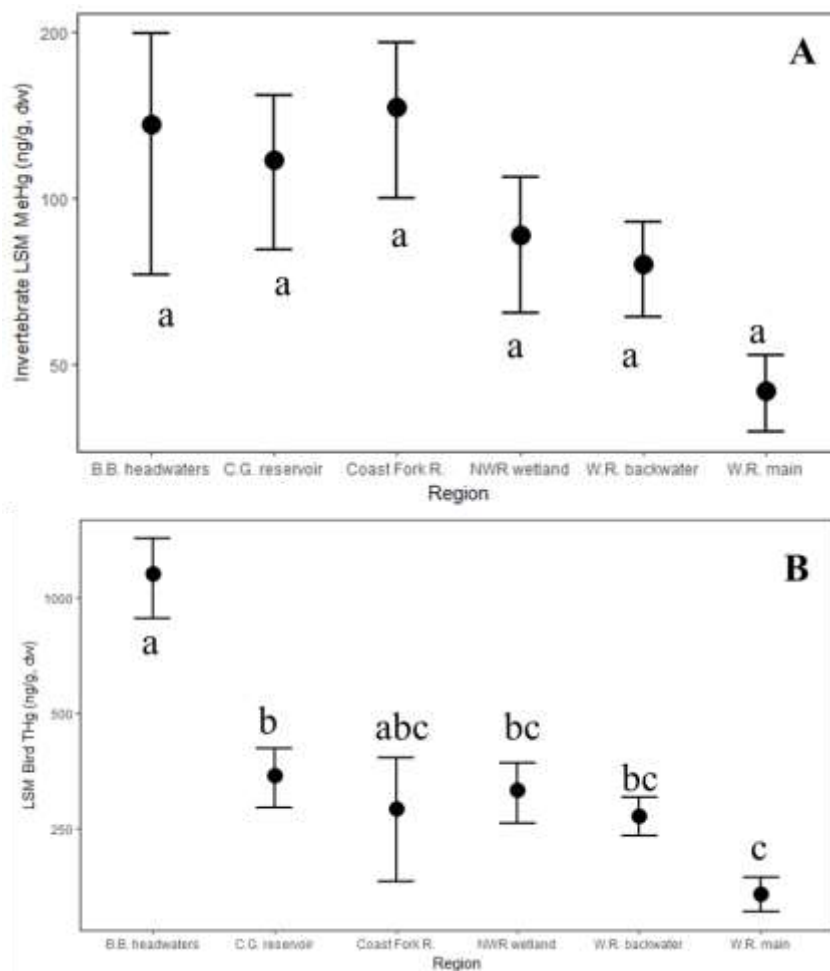 A
200
100
50
Invertebrate LSM MeHg (ng/g, dw)
a
a
a
a
a
a
B.B. headwaters
C.G. reservoir
Coast Fork R.
NWR wetland
W.R. backwater
W.R. main
Region
B
1000
500
250
LSM Bird THg (ng/g, dw)
a
b
abc
bc
bc
c
B.B. headwaters
C.G. reservoir
Coast Fork R.
NWR wetland
W.R. backwater
W.R. main
Region